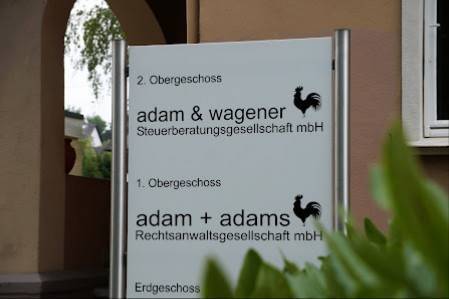 2. Obergeschoss
adam & wagener
Steuerberatungsgesellschaft mbH
1. Obergeschoss
adam + adams
Rechtsanwaltsgesellschaft mbH
Erdgeschoss